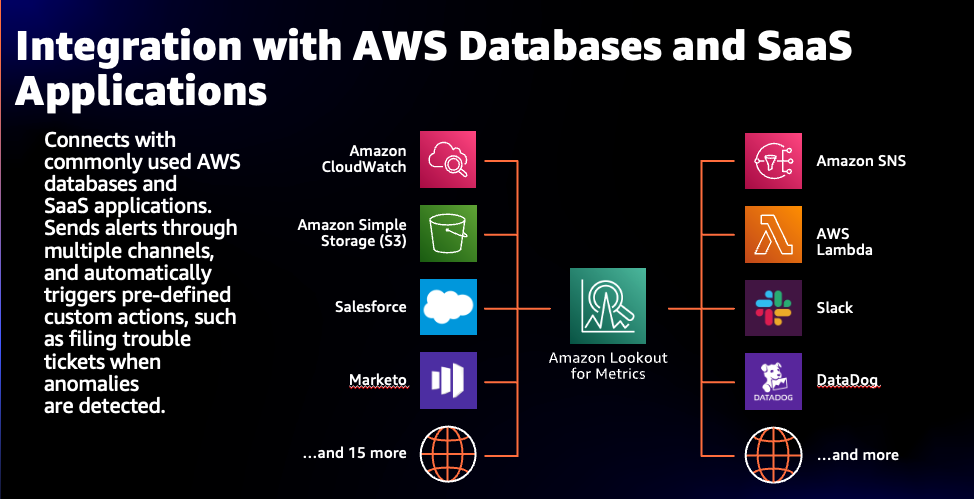 Integration with AWS Databases and SaaS
Applications
Connects with
commonly used AWS
databases and
SaaS applications.
Sends alerts through
multiple channels,
and automatically
triggers pre-defined
custom actions, such
as filing trouble
tickets when
anomalies
are detected.
Amazon
CloudWatch
Amazon Simple
Storage (S3)
Salesforce
Marketo
...and 15 more
Amazon Lookout
for Metrics
Amazon SNS
AWS
Lambda
Slack
DATADOG
DataDog
...and more